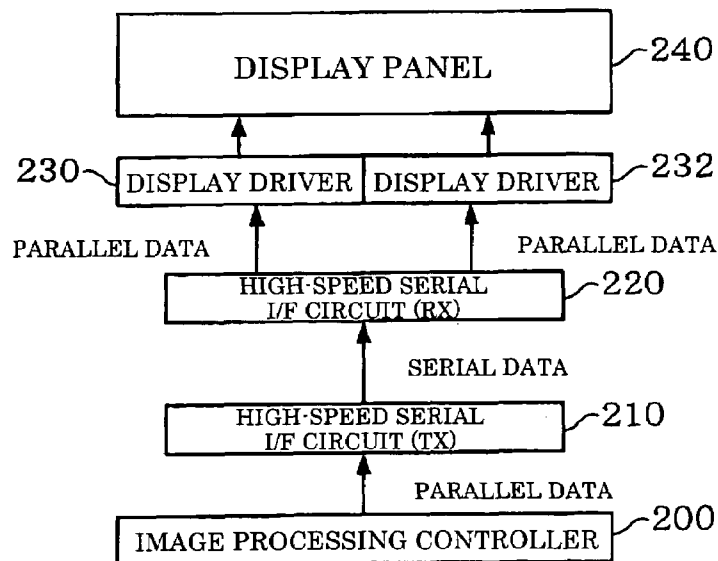 DISPLAY PANEL
240
230
DISPLAY DRIVER
DISPLAY DRIVER
232
PARALLEL DATA
PARALLEL DATA
HIGH-SPEED SERIAL
I/F CIRCUIT (RX)
220
SERIAL DATA
HIGH-SPEED SERIAL
I/F CIRCUIT (TX)
210
PARALLEL DATA
IMAGE PROCESSING CONTROLLER
200